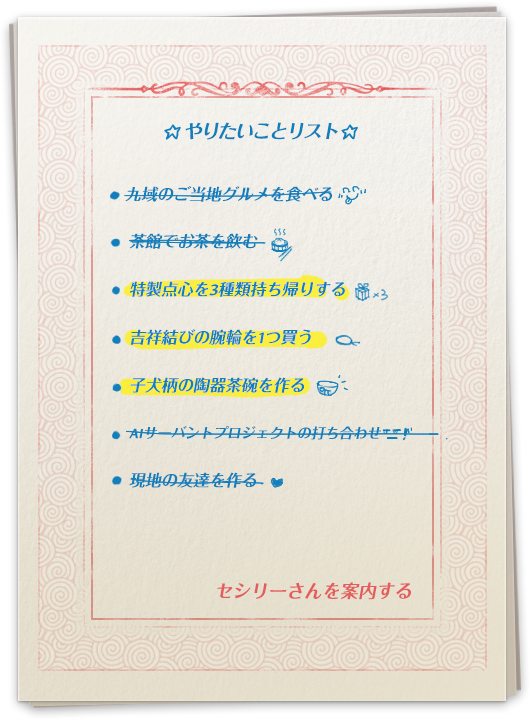 ☆やりたいことリスト☆
● 九域のご当地グルメを食べる
● 茶館でお茶を飲む
● 特製点心を3種類持ち帰りする ×3
● 吉祥結びの腕輪を1つ買う
● 子犬柄の陶器茶碗を作る
● AIサーバントプロジェクトの打ち合わせ
● 現地の友達を作る
セシリーさんを案内する